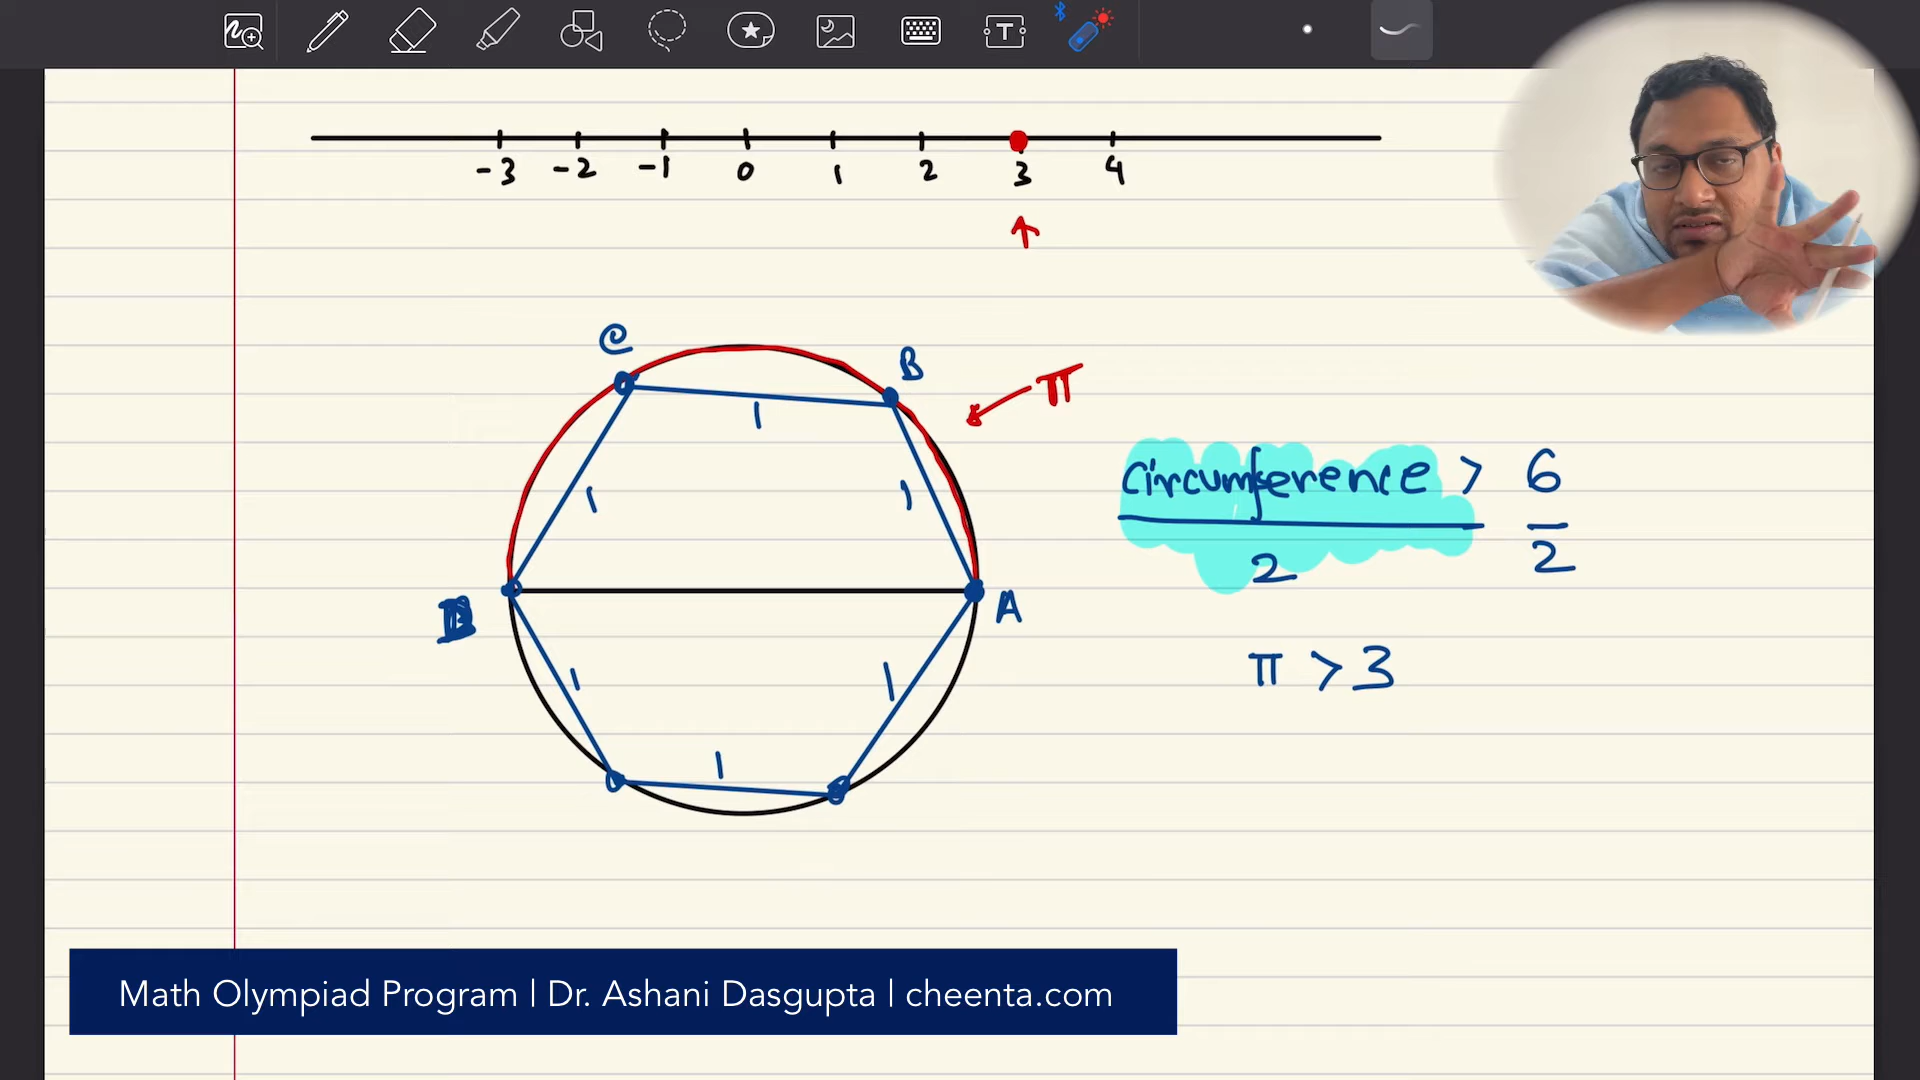 -3 -2 -1 0 1 2 3 4
C
B
π
1
1
1
A
1
1
1
Circumference > 6
2 2
π > 3
T
Math Olympiad Program | Dr. Ashani Dasgupta | cheenta.com